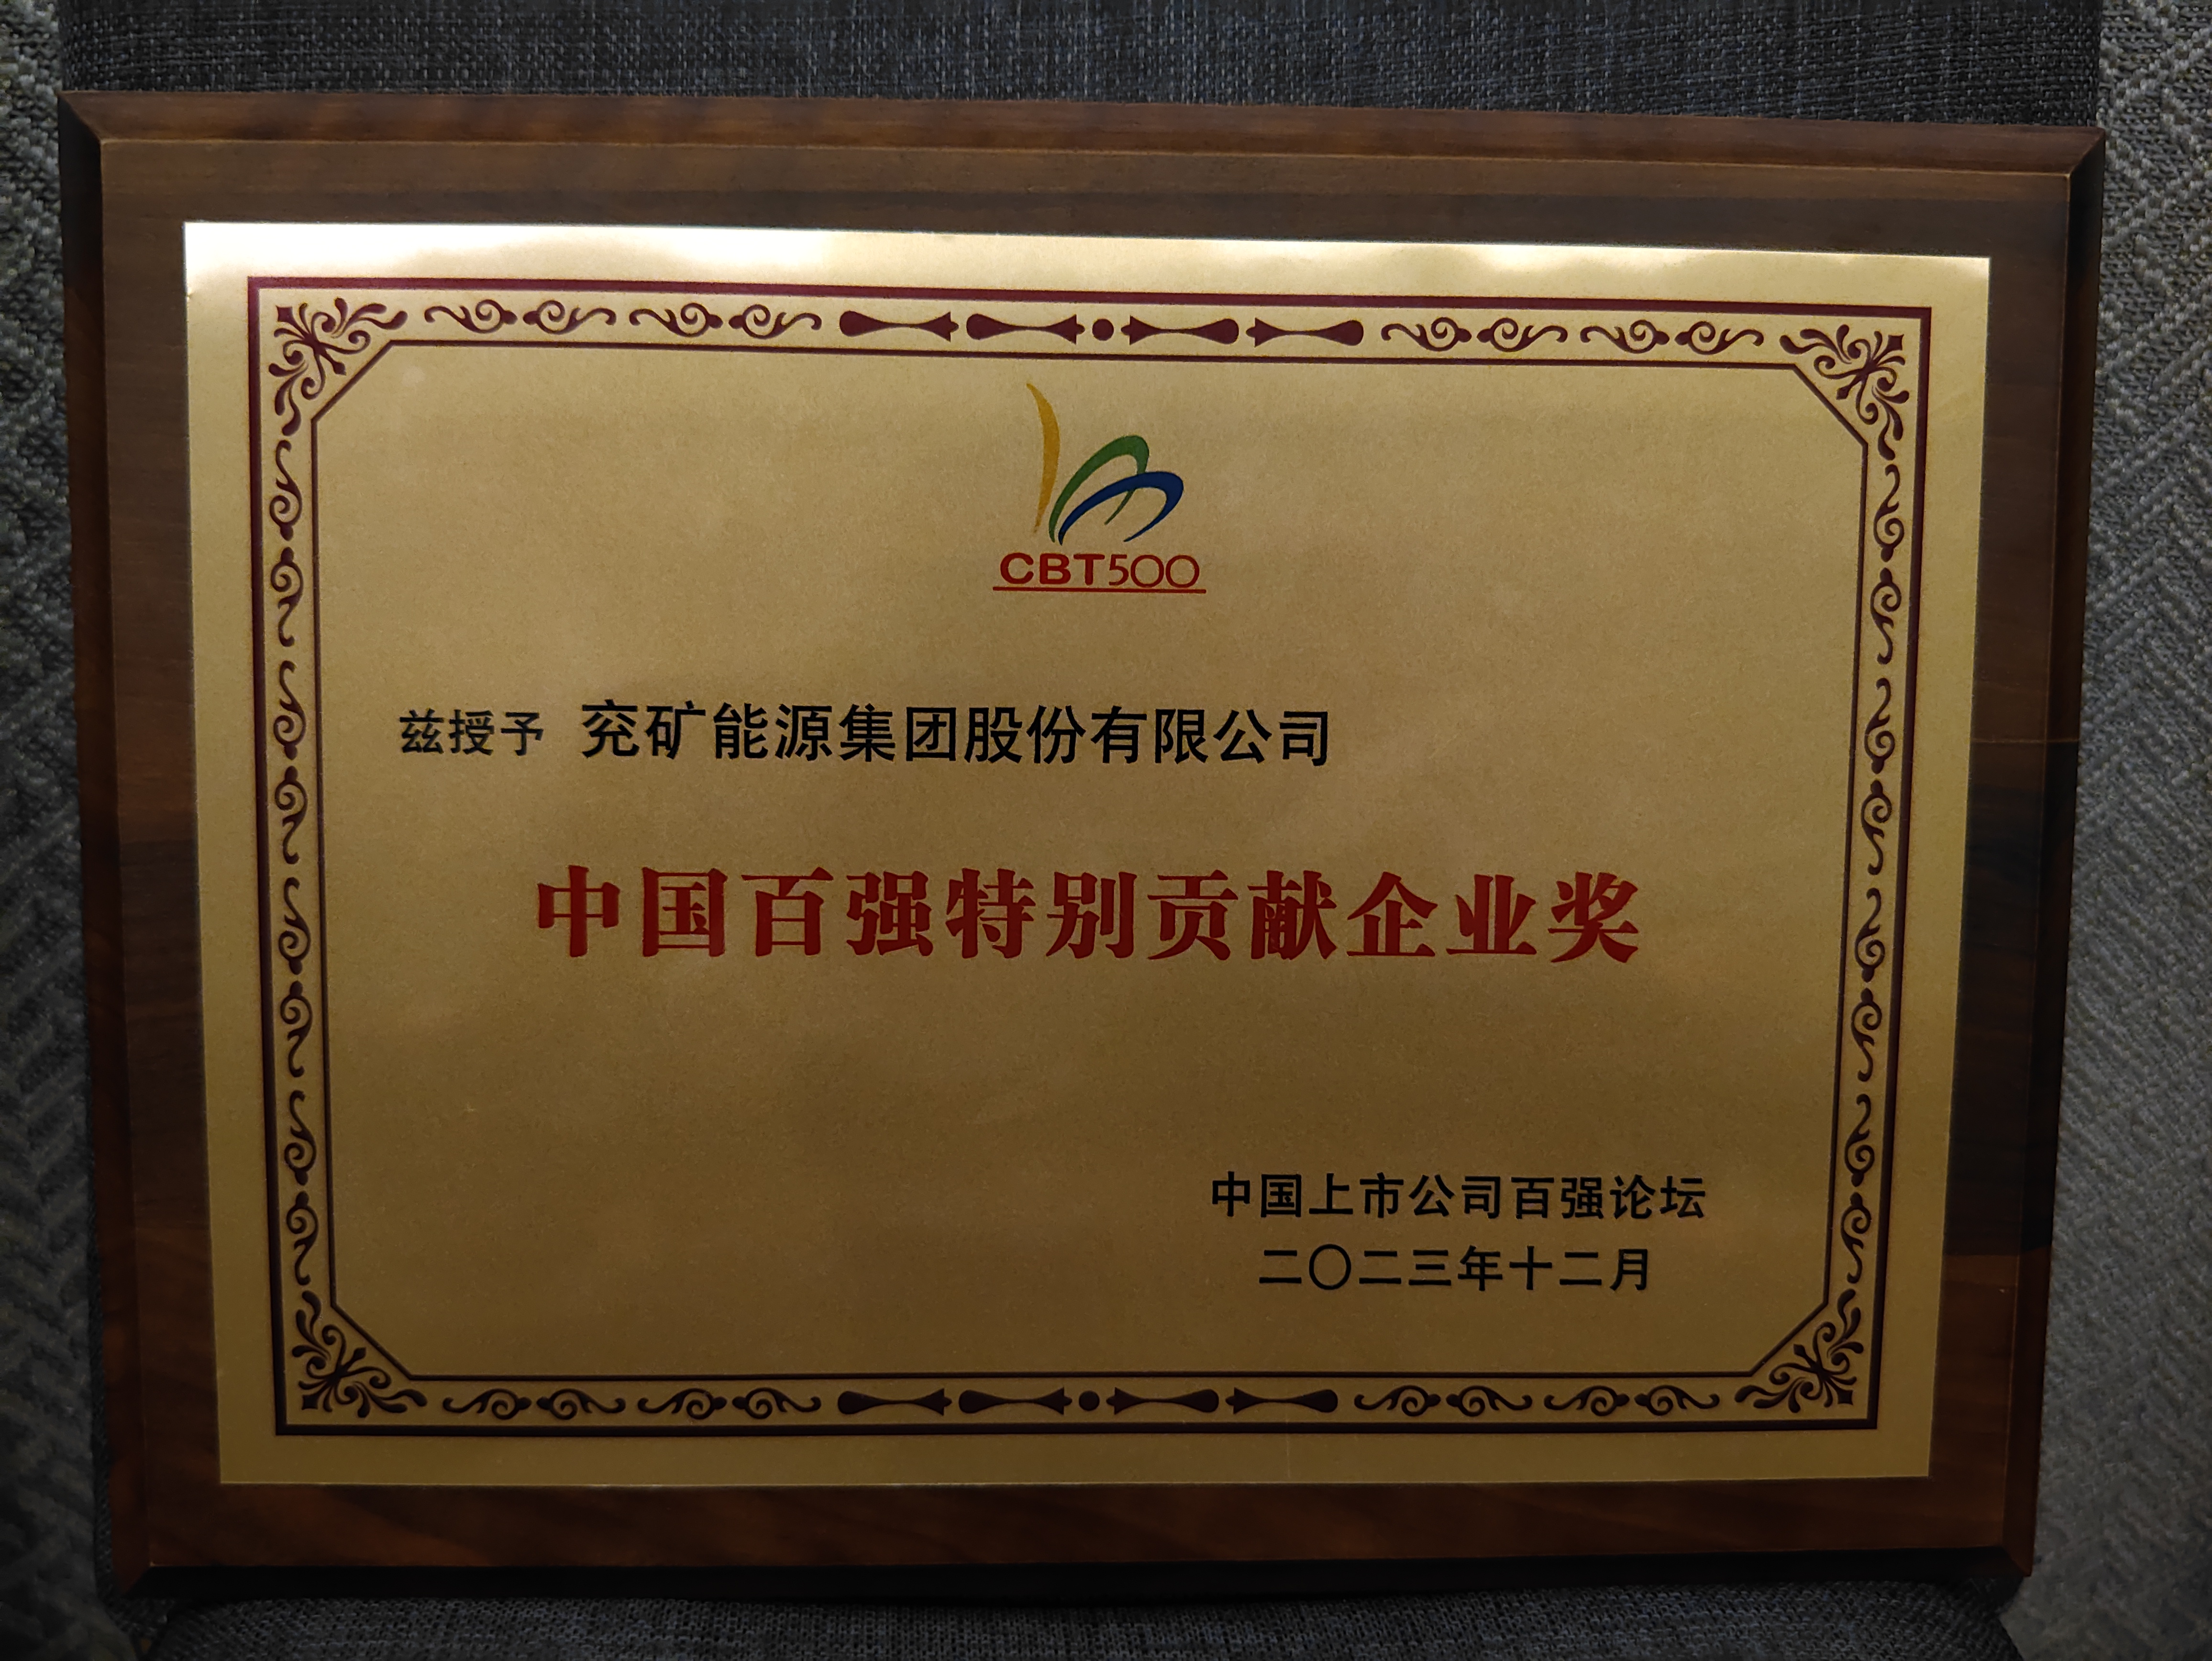 CBT500
兹授予 兖矿能源集团股份有限公司
中国百强特别贡献企业奖
中国上市公司百强论坛
二〇二三年十二月